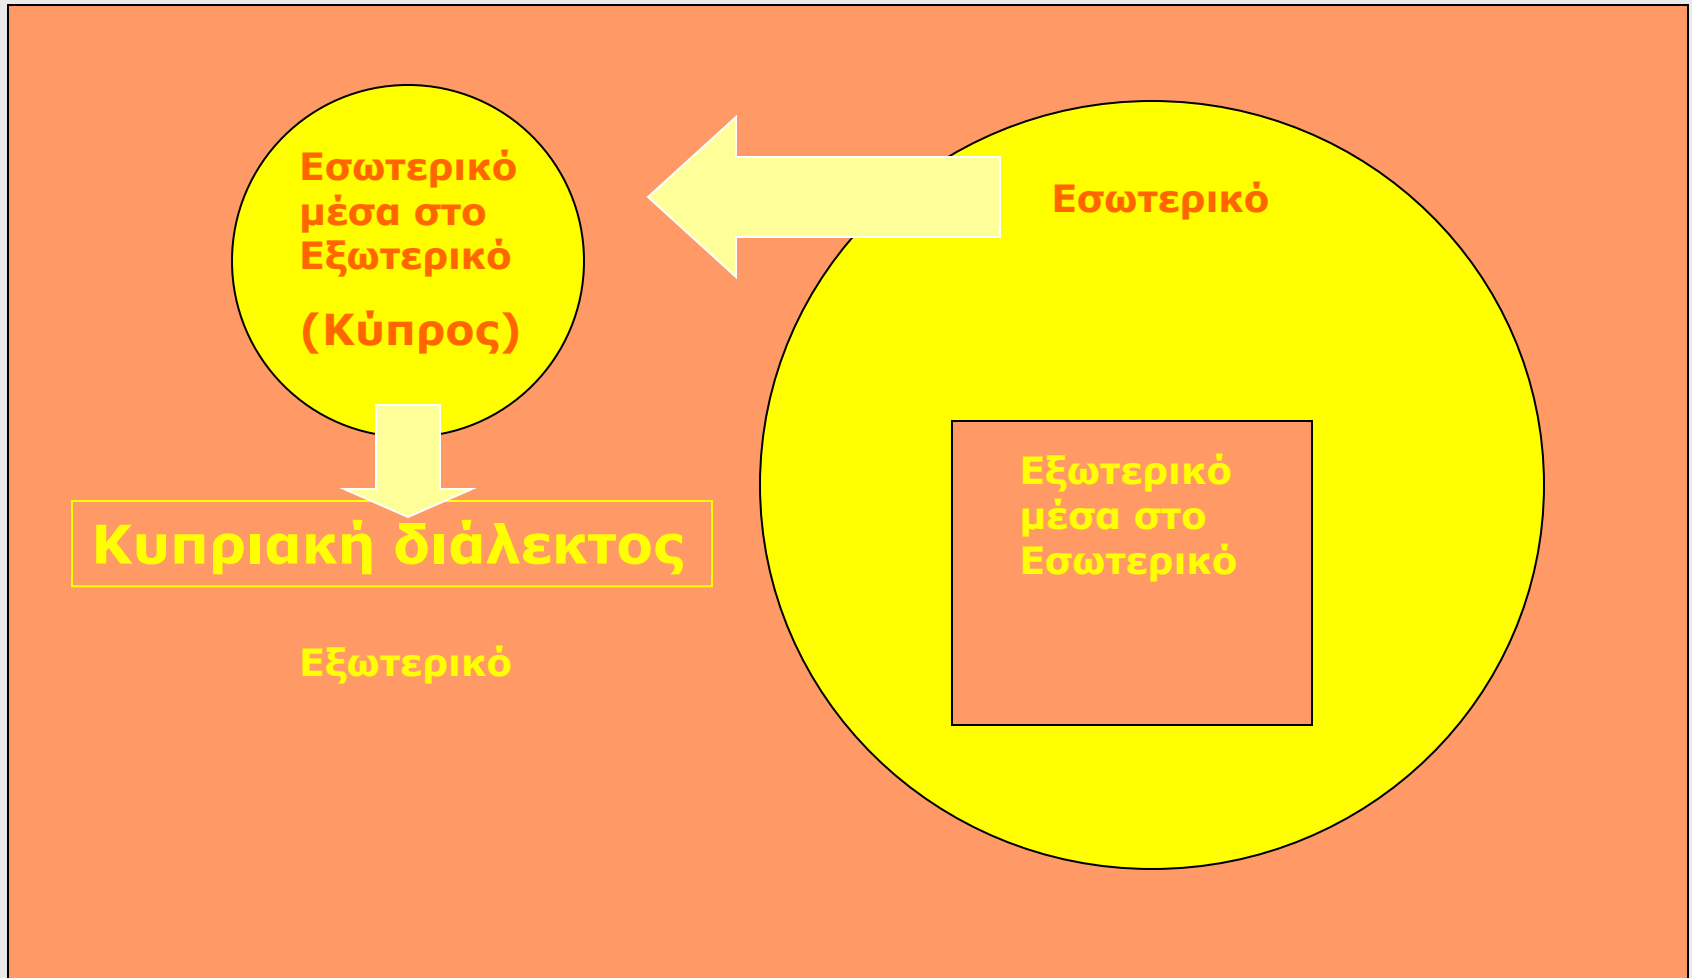 Εσωτερικό
μέσα στο
Εξωτερικό
(Κύπρος)
Εσωτερικό
Εξωτερικό
μέσα στο
Εσωτερικό
Κυπριακή διάλεκτος
Εξωτερικό